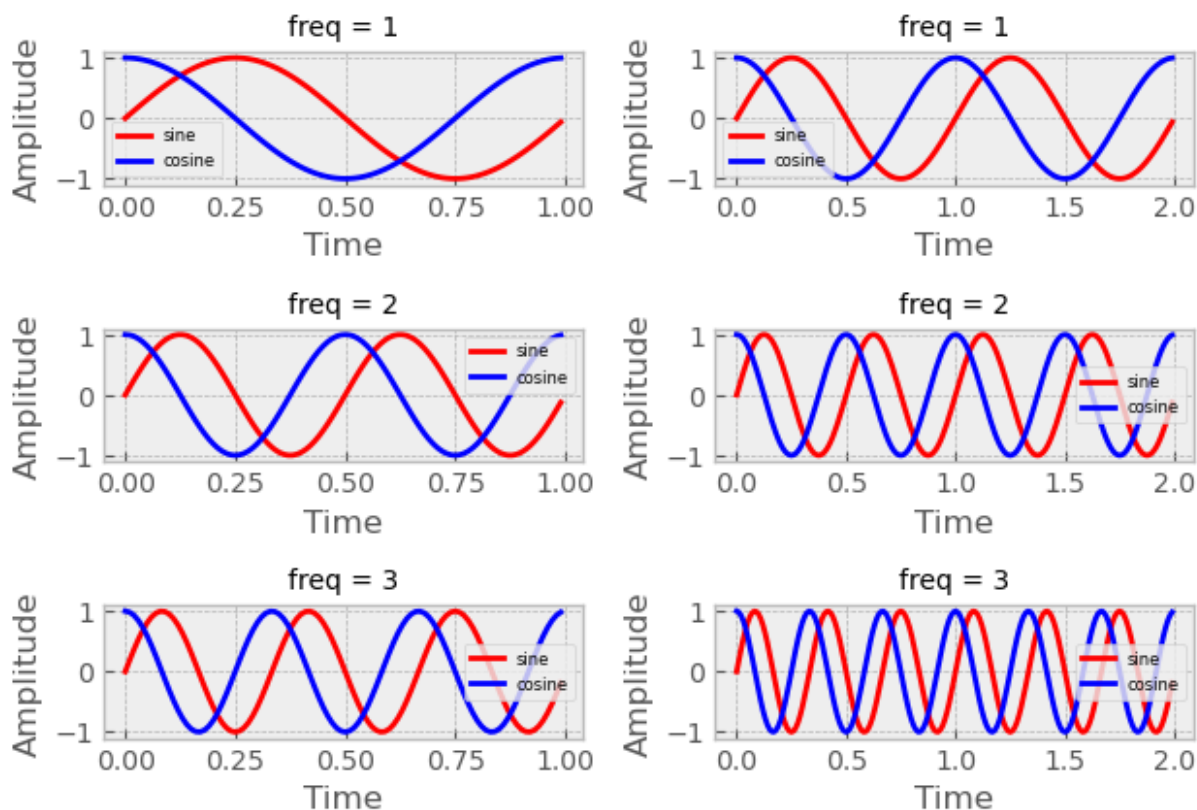 freq = 1
freq = 1
Amplitude
1
0
−1
sine
cosine
0.00 0.25 0.50 0.75 1.00
Time
Amplitude
1
0
−1
sine
cosine
0.0 0.5 1.0 1.5 2.0
Time
freq = 2
freq = 2
Amplitude
1
0
−1
sine
cosine
0.00 0.25 0.50 0.75 1.00
Time
Amplitude
1
0
−1
sine
cosine
0.0 0.5 1.0 1.5 2.0
Time
freq = 3
freq = 3
Amplitude
1
0
−1
sine
cosine
0.00 0.25 0.50 0.75 1.00
Time
Amplitude
1
0
−1
sine
cosine
0.0 0.5 1.0 1.5 2.0
Time